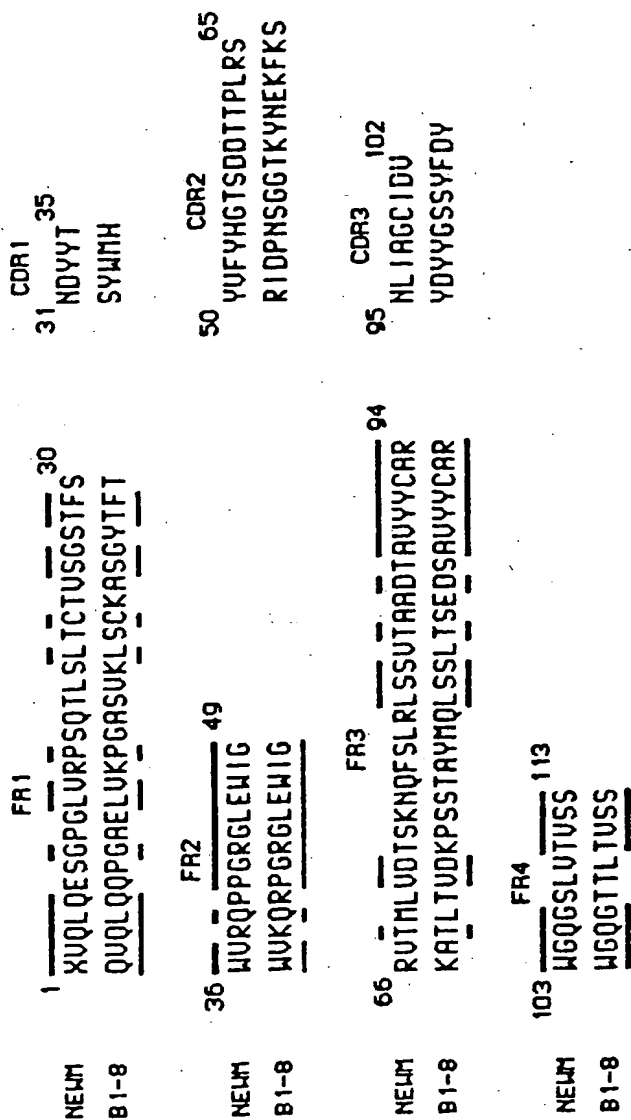 FR1 CDR1
1 30 31 35
NEWM XVQLQESGPGLVRPSQTLSLTCTVSGSTFS NDYYT
B1-8 QVQLQQPGAELVKPGASVKLSCKASGYTFT SYWMH
FR2 CDR2
36 49 50 65
NEWM WVRQPPGRGLEWIG YVFYHGTSDDTTPLRS
B1-8 WVKQRPGRGLEWIG RIDPNSGGTKYNEKFKS
FR3 CDR3
66 94 95 102
NEWM RVTMLVDTSKNQFSLRLSSVTAADTAVYYCAR NLIAGCIDV
B1-8 KATLTVDKPSSTAYMQLSSLTSEDSAVYYCAR YDYYGSSYFDY
FR4
103 113
NEWM WGQGSLVTVSS
B1-8 WGQGTTLTVSS